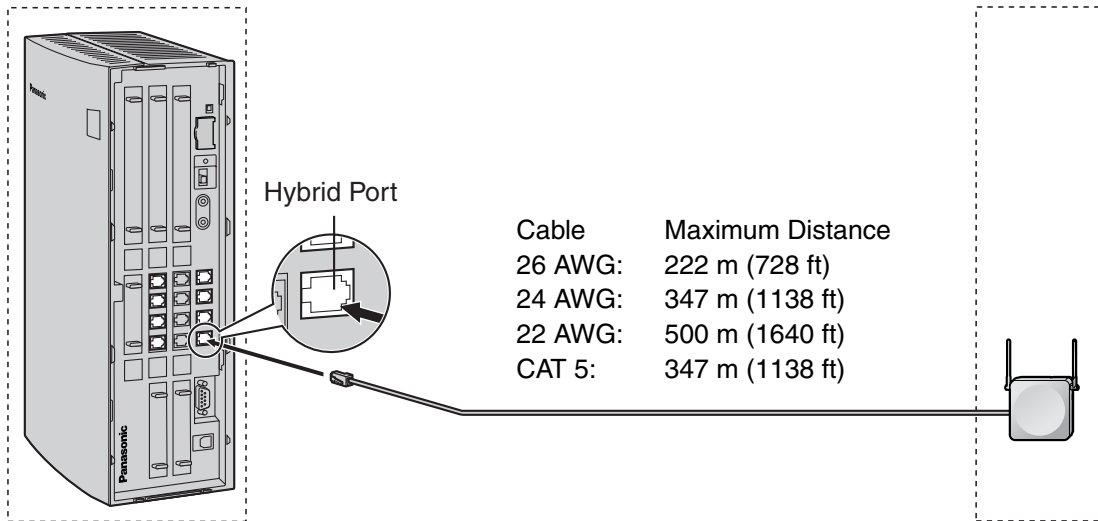 Panasonic
Hybrid Port
Cable Maximum Distance
26 AWG: 222 m (728 ft)
24 AWG: 347 m (1138 ft)
22 AWG: 500 m (1640 ft)
CAT 5: 347 m (1138 ft)
Panasonic